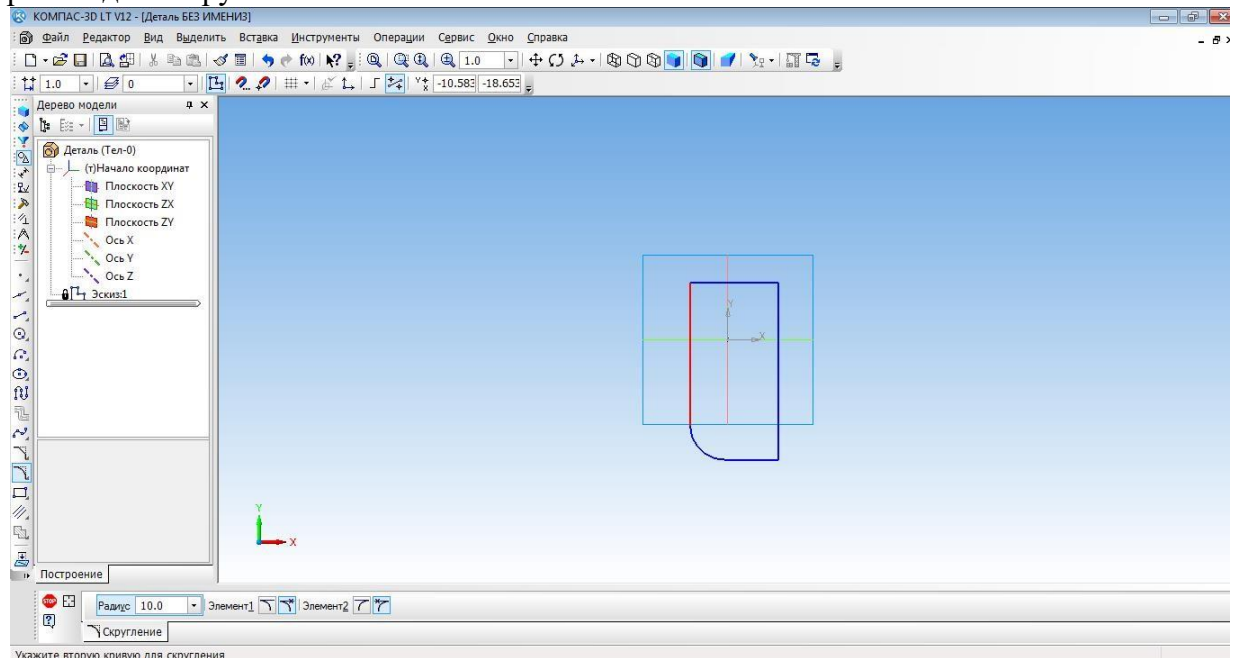 КОМПАС-3D LT V12 - [Деталь БЕЗ ИМЕНИ3]
Файл Редактор Вид Выделить Вставка Инструменты Операции Сервис Окно Справка
1.0
1.0 0 -10.583 -18.653
Дерево модели
Деталь (Тел-0)
(т)Начало координат
Плоскость XY
Плоскость ZX
Плоскость ZY
Ось X
Ось Y
Ось Z
Эскиз:1
Y
X
Y
X
Построение
STOP Радиус 10.0 Элемент1 Элемент2
Скругление
Укажите вторую кривую для скругления